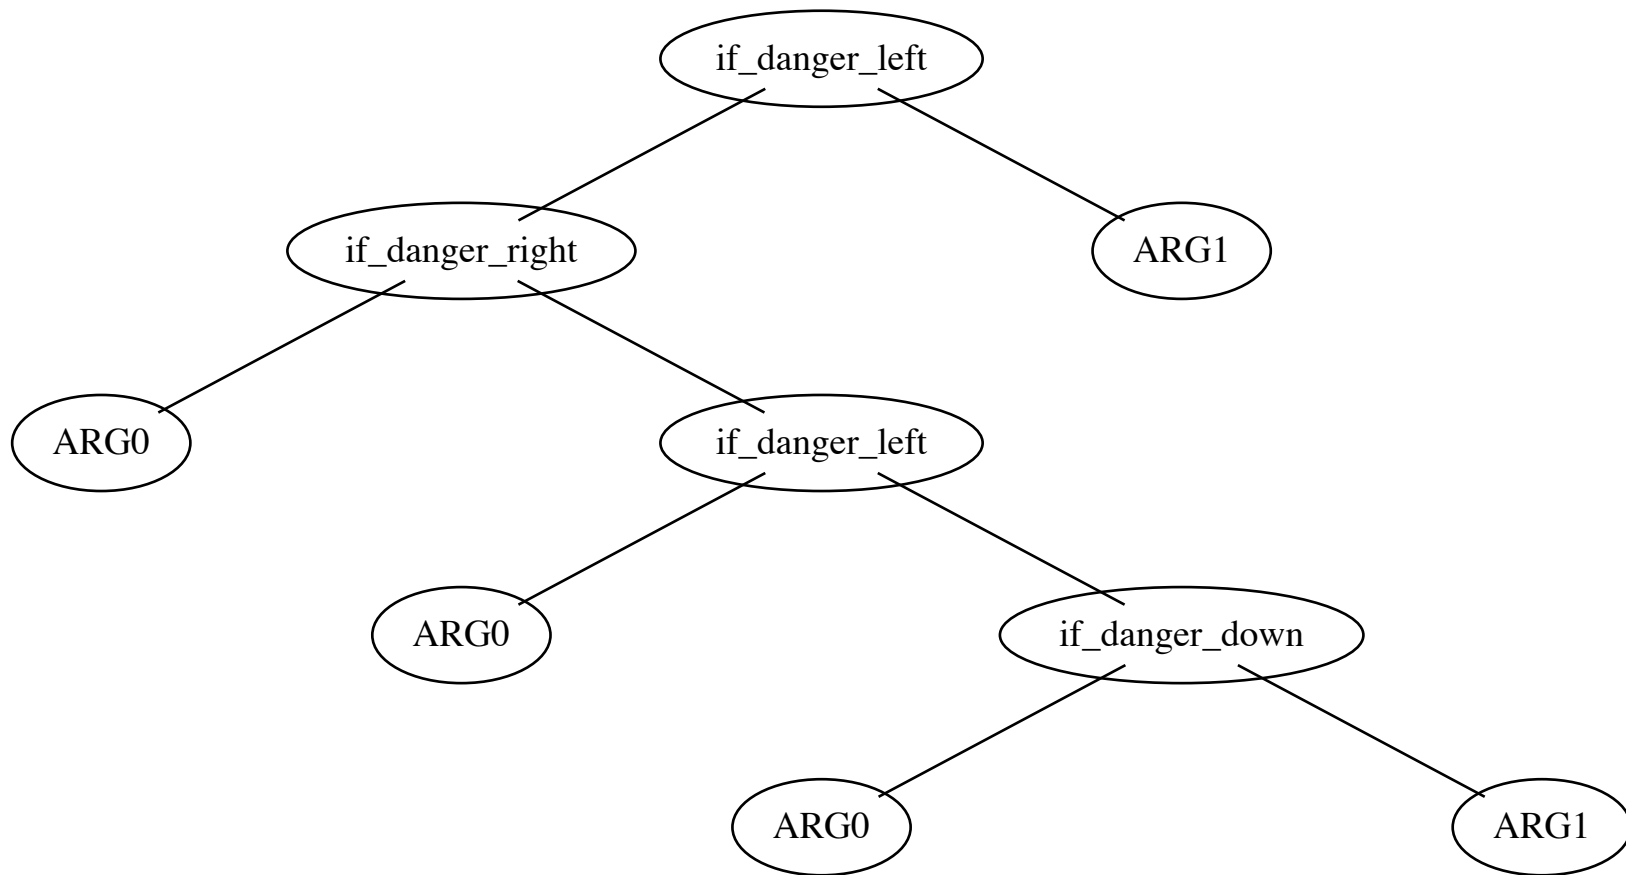 if_danger_left
if_danger_right
ARG1
ARG0
if_danger_left
ARG0
if_danger_down
ARG0
ARG1